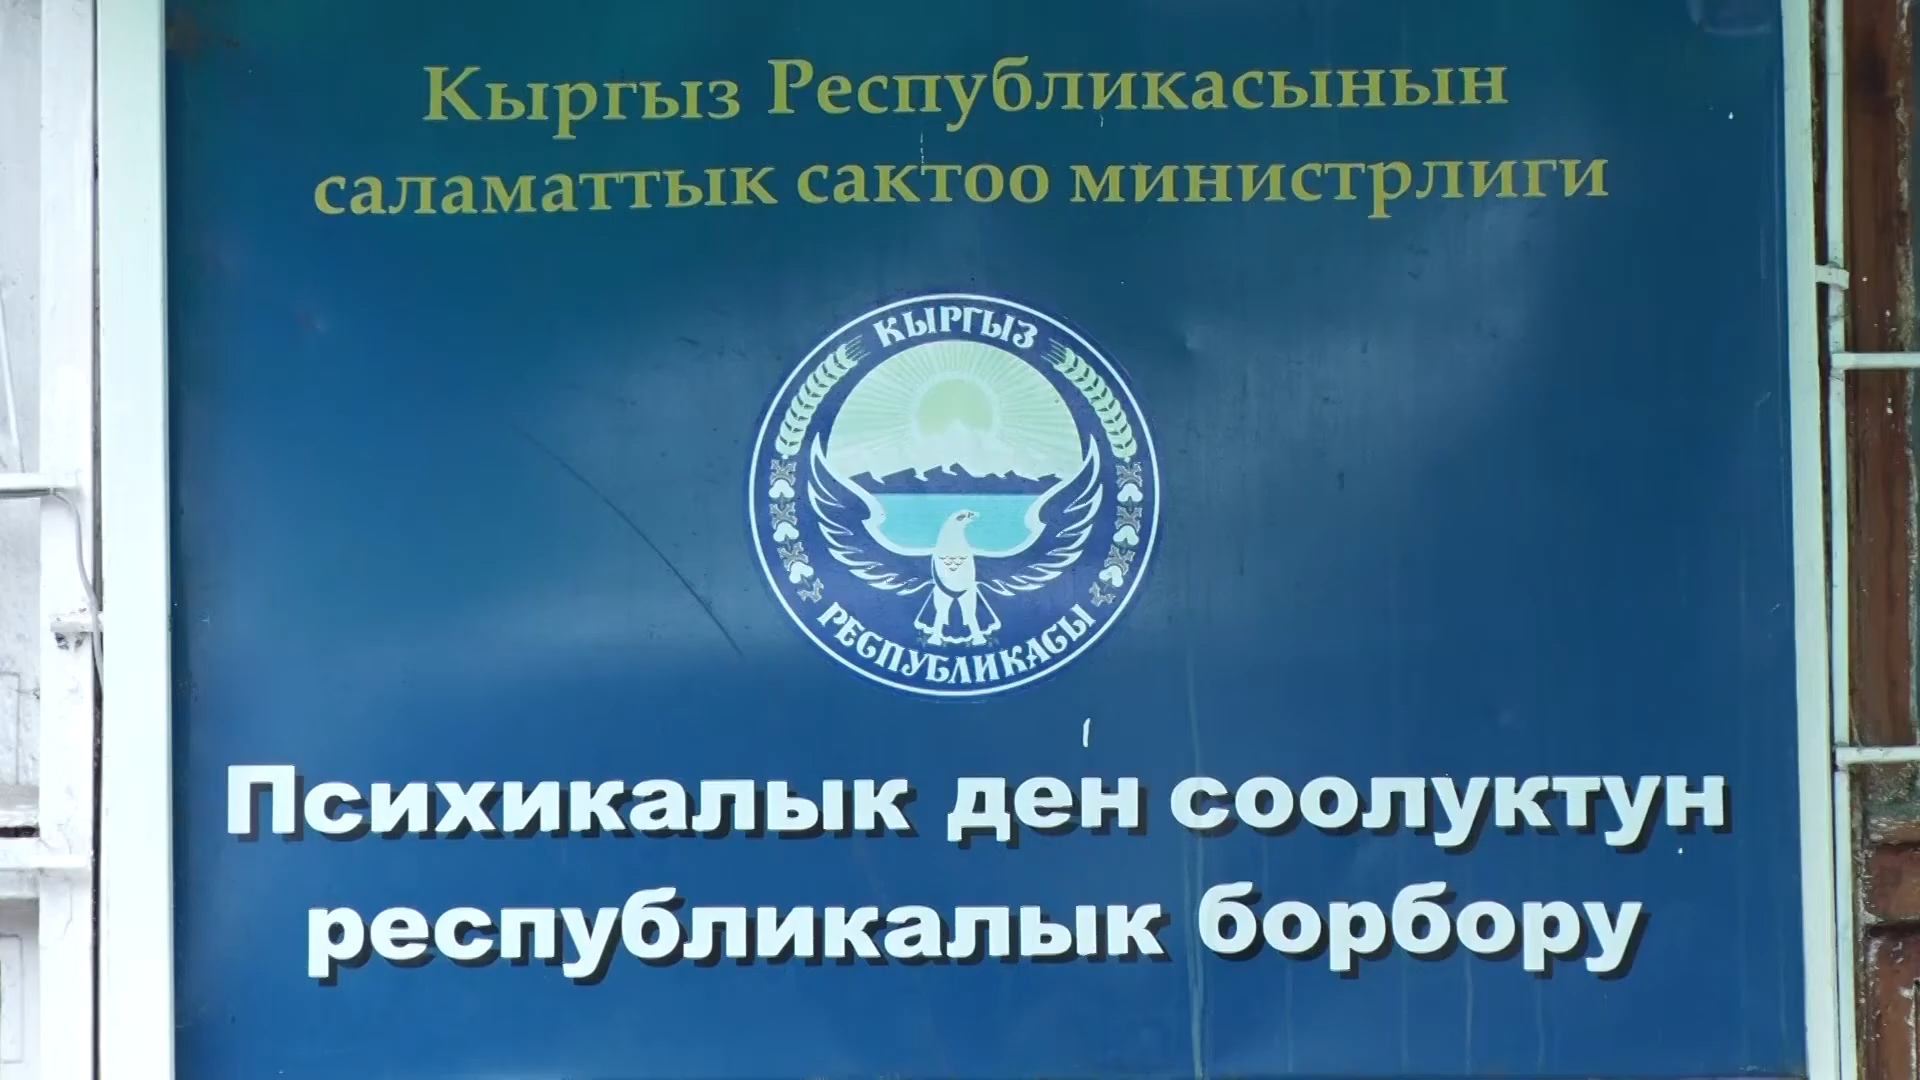 Кыргыз Республикасынын
саламаттык сактоо министрлиги
КЫРГЫЗ
РЕСПУБЛИКАСЫ
Психикалык ден соолуктун
республикалык борбору